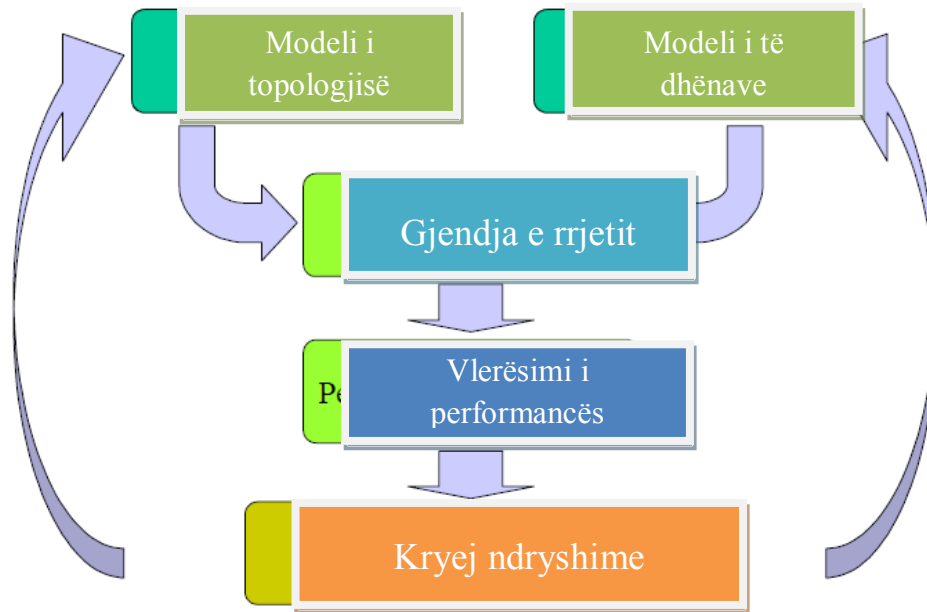 Modeli i
topologjisë
Modeli i të
dhënave
Gjendja e rrjetit
Vlerësimi i
performancës
Kryej ndryshime